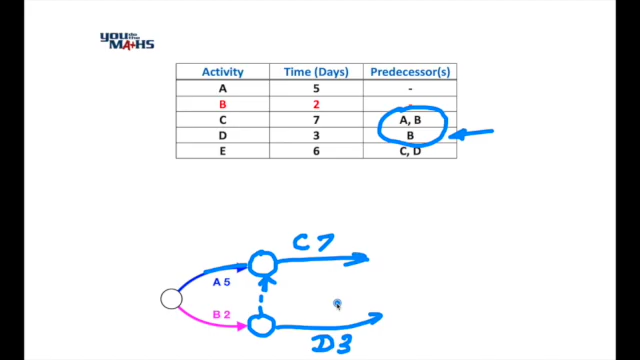 you do the
MATHS
Activity Time (Days) Predecessor(s)
A 5 -
B 2
C 7 A, B
D 3 B
E 6 C, D
C 7
A 5
B 2
D3